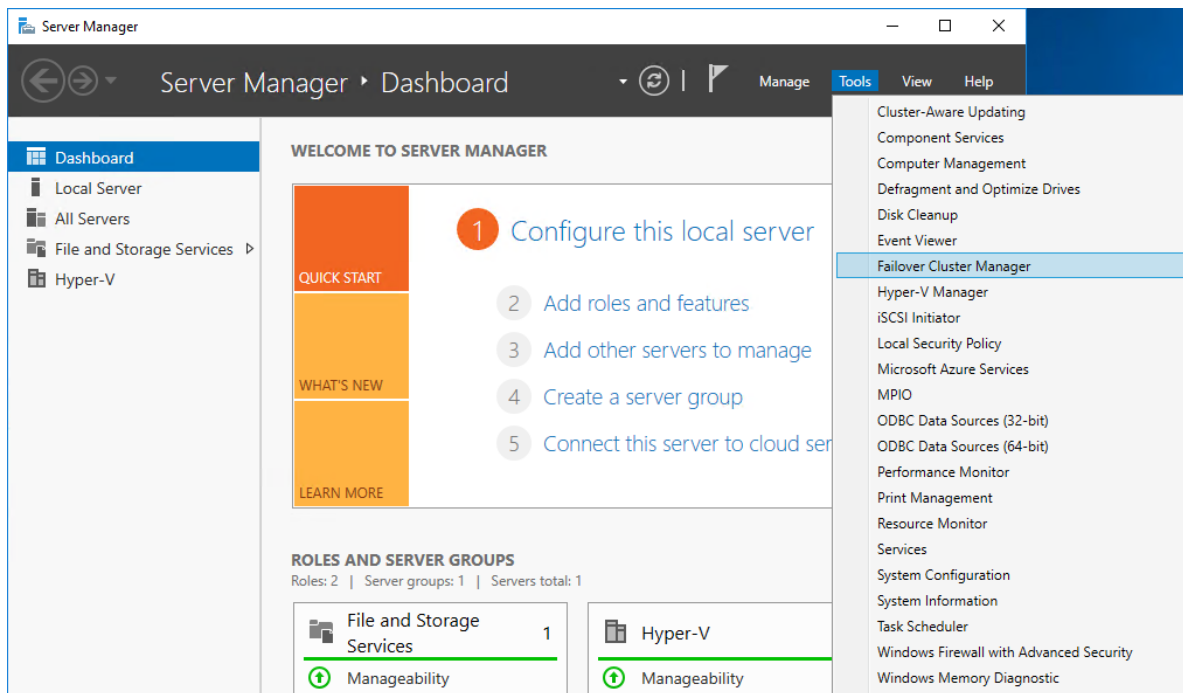 Server Manager
Server Manager ‣ Dashboard
Manage
Tools
View
Help
Dashboard
Local Server
All Servers
File and Storage Services
Hyper-V
WELCOME TO SERVER MANAGER
QUICK START
WHAT'S NEW
LEARN MORE
1 Configure this local server
2 Add roles and features
3 Add other servers to manage
4 Create a server group
5 Connect this server to cloud ser
ROLES AND SERVER GROUPS
Roles: 2 | Server groups: 1 | Servers total: 1
File and Storage
Services
1
Manageability
Hyper-V
Manageability
Cluster-Aware Updating
Component Services
Computer Management
Defragment and Optimize Drives
Disk Cleanup
Event Viewer
Failover Cluster Manager
Hyper-V Manager
iSCSI Initiator
Local Security Policy
Microsoft Azure Services
MPIO
ODBC Data Sources (32-bit)
ODBC Data Sources (64-bit)
Performance Monitor
Print Management
Resource Monitor
Services
System Configuration
System Information
Task Scheduler
Windows Firewall with Advanced Security
Windows Memory Diagnostic